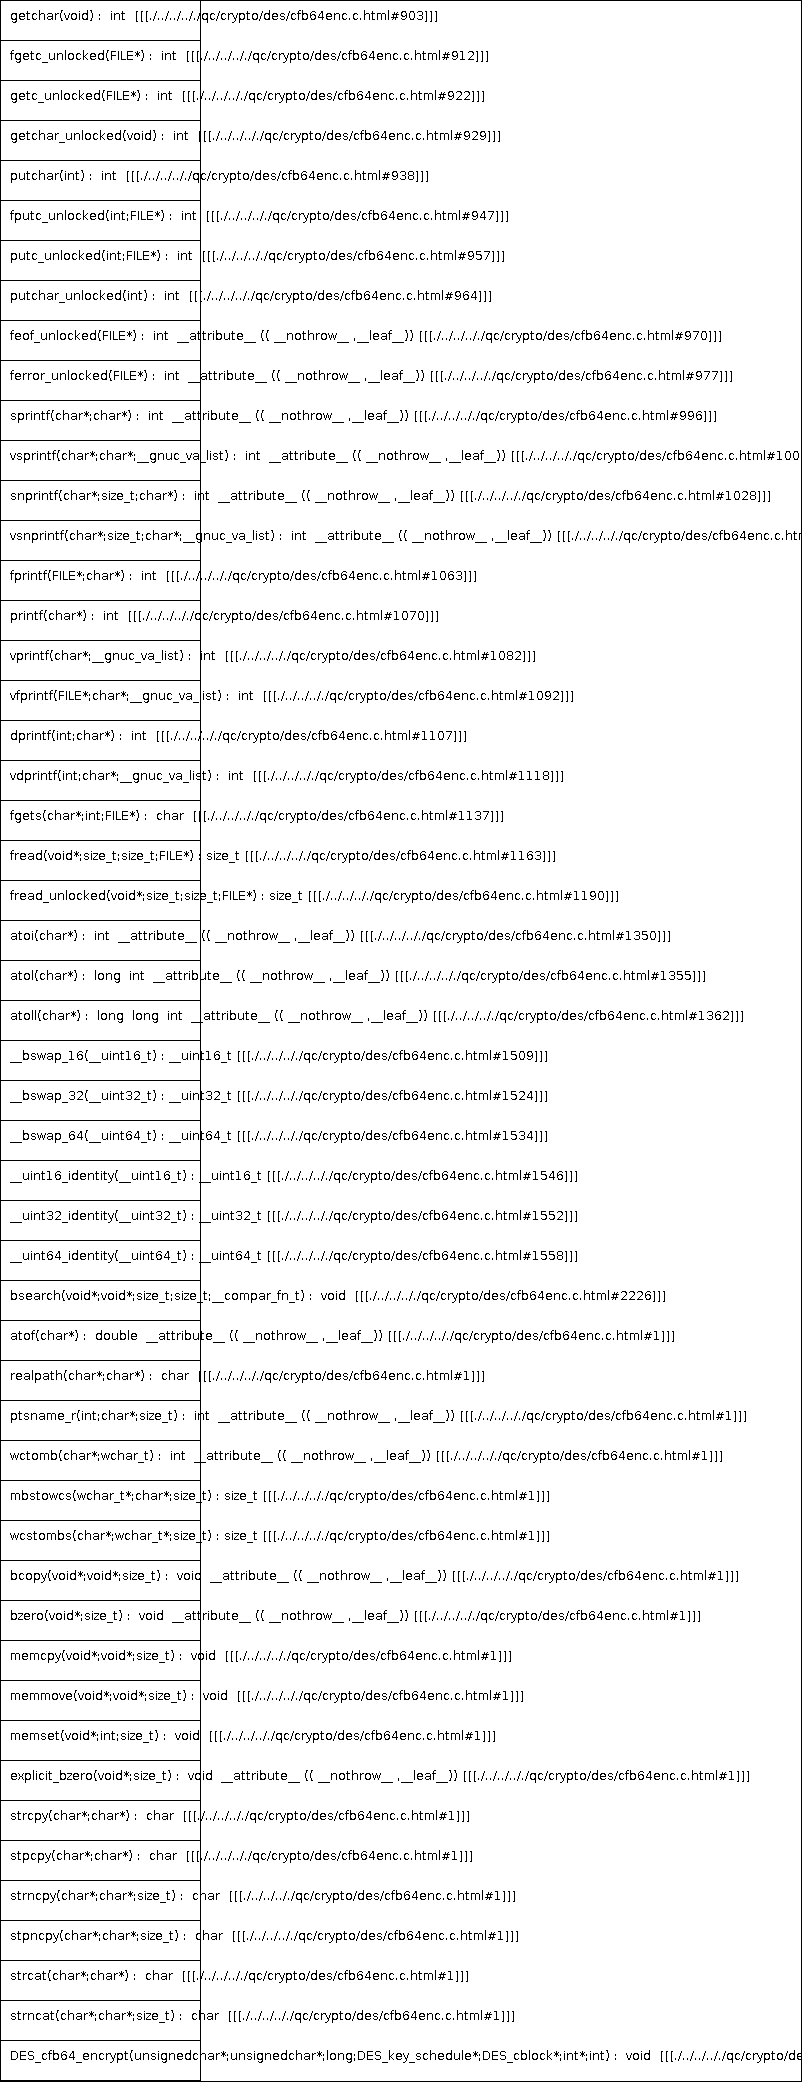 getchar(void) : int [[[./../../../../qc/crypto/des/cfb64enc.c.html#903]]]
fgetc_unlocked(FILE*) : int [[[./../../../../qc/crypto/des/cfb64enc.c.html#912]]]
getc_unlocked(FILE*) : int [[[./../../../../qc/crypto/des/cfb64enc.c.html#922]]]
getchar_unlocked(void) : int [[[./../../../../qc/crypto/des/cfb64enc.c.html#929]]]
putchar(int) : int [[[./../../../../qc/crypto/des/cfb64enc.c.html#938]]]
fputc_unlocked(int;FILE*) : int [[[./../../../../qc/crypto/des/cfb64enc.c.html#947]]]
putc_unlocked(int;FILE*) : int [[[./../../../../qc/crypto/des/cfb64enc.c.html#957]]]
putchar_unlocked(int) : int [[[./../../../../qc/crypto/des/cfb64enc.c.html#964]]]
feof_unlocked(FILE*) : int __attribute__ (( __nothrow__ ,__leaf__)) [[[./../../../../qc/crypto/des/cfb64enc.c.html#970]]]
ferror_unlocked(FILE*) : int __attribute__ (( __nothrow__ ,__leaf__)) [[[./../../../../qc/crypto/des/cfb64enc.c.html#977]]]
sprintf(char*;char*) : int __attribute__ (( __nothrow__ ,__leaf__)) [[[./../../../../qc/crypto/des/cfb64enc.c.html#996]]]
vsprintf(char*;char*;__gnuc_va_list) : int __attribute__ (( __nothrow__ ,__leaf__)) [[[./../../../../qc/crypto/des/cfb64enc.c.html#100
snprintf(char*;size_t;char*) : int __attribute__ (( __nothrow__ ,__leaf__)) [[[./../../../../qc/crypto/des/cfb64enc.c.html#1028]]]
vsnprintf(char*;size_t;char*;__gnuc_va_list) : int __attribute__ (( __nothrow__ ,__leaf__)) [[[./../../../../qc/crypto/des/cfb64enc.c.ht
fprintf(FILE*;char*) : int [[[./../../../../qc/crypto/des/cfb64enc.c.html#1063]]]
printf(char*) : int [[[./../../../../qc/crypto/des/cfb64enc.c.html#1070]]]
vprintf(char*;__gnuc_va_list) : int [[[./../../../../qc/crypto/des/cfb64enc.c.html#1082]]]
vfprintf(FILE*;char*;__gnuc_va_list) : int [[[./../../../../qc/crypto/des/cfb64enc.c.html#1092]]]
dprintf(int;char*) : int [[[./../../../../qc/crypto/des/cfb64enc.c.html#1107]]]
vdprintf(int;char*;__gnuc_va_list) : int [[[./../../../../qc/crypto/des/cfb64enc.c.html#1118]]]
fgets(char*;int;FILE*) : char [[[./../../../../qc/crypto/des/cfb64enc.c.html#1137]]]
fread(void*;size_t;size_t;FILE*) : size_t [[[./../../../../qc/crypto/des/cfb64enc.c.html#1163]]]
fread_unlocked(void*;size_t;size_t;FILE*) : size_t [[[./../../../../qc/crypto/des/cfb64enc.c.html#1190]]]
atoi(char*) : int __attribute__ (( __nothrow__ ,__leaf__)) [[[./../../../../qc/crypto/des/cfb64enc.c.html#1350]]]
atol(char*) : long int __attribute__ (( __nothrow__ ,__leaf__)) [[[./../../../../qc/crypto/des/cfb64enc.c.html#1355]]]
atoll(char*) : long long int __attribute__ (( __nothrow__ ,__leaf__)) [[[./../../../../qc/crypto/des/cfb64enc.c.html#1362]]]
__bswap_16(__uint16_t) : __uint16_t [[[./../../../../qc/crypto/des/cfb64enc.c.html#1509]]]
__bswap_32(__uint32_t) : __uint32_t [[[./../../../../qc/crypto/des/cfb64enc.c.html#1524]]]
__bswap_64(__uint64_t) : __uint64_t [[[./../../../../qc/crypto/des/cfb64enc.c.html#1534]]]
__uint16_identity(__uint16_t) : __uint16_t [[[./../../../../qc/crypto/des/cfb64enc.c.html#1546]]]
__uint32_identity(__uint32_t) : __uint32_t [[[./../../../../qc/crypto/des/cfb64enc.c.html#1552]]]
__uint64_identity(__uint64_t) : __uint64_t [[[./../../../../qc/crypto/des/cfb64enc.c.html#1558]]]
bsearch(void*;void*;size_t;size_t;__compar_fn_t) : void [[[./../../../../qc/crypto/des/cfb64enc.c.html#2226]]]
atof(char*) : double __attribute__ (( __nothrow__ ,__leaf__)) [[[./../../../../qc/crypto/des/cfb64enc.c.html#1]]]
realpath(char*;char*) : char [[[./../../../../qc/crypto/des/cfb64enc.c.html#1]]]
ptsname_r(int;char*;size_t) : int __attribute__ (( __nothrow__ ,__leaf__)) [[[./../../../../qc/crypto/des/cfb64enc.c.html#1]]]
wctomb(char*;wchar_t) : int __attribute__ (( __nothrow__ ,__leaf__)) [[[./../../../../qc/crypto/des/cfb64enc.c.html#1]]]
mbstowcs(wchar_t*;char*;size_t) : size_t [[[./../../../../qc/crypto/des/cfb64enc.c.html#1]]]
wcstombs(char*;wchar_t*;size_t) : size_t [[[./../../../../qc/crypto/des/cfb64enc.c.html#1]]]
bcopy(void*;void*;size_t) : void __attribute__ (( __nothrow__ ,__leaf__)) [[[./../../../../qc/crypto/des/cfb64enc.c.html#1]]]
bzero(void*;size_t) : void __attribute__ (( __nothrow__ ,__leaf__)) [[[./../../../../qc/crypto/des/cfb64enc.c.html#1]]]
memcpy(void*;void*;size_t) : void [[[./../../../../qc/crypto/des/cfb64enc.c.html#1]]]
memmove(void*;void*;size_t) : void [[[./../../../../qc/crypto/des/cfb64enc.c.html#1]]]
memset(void*;int;size_t) : void [[[./../../../../qc/crypto/des/cfb64enc.c.html#1]]]
explicit_bzero(void*;size_t) : void __attribute__ (( __nothrow__ ,__leaf__)) [[[./../../../../qc/crypto/des/cfb64enc.c.html#1]]]
strcpy(char*;char*) : char [[[./../../../../qc/crypto/des/cfb64enc.c.html#1]]]
stpcpy(char*;char*) : char [[[./../../../../qc/crypto/des/cfb64enc.c.html#1]]]
strncpy(char*;char*;size_t) : char [[[./../../../../qc/crypto/des/cfb64enc.c.html#1]]]
stpncpy(char*;char*;size_t) : char [[[./../../../../qc/crypto/des/cfb64enc.c.html#1]]]
strcat(char*;char*) : char [[[./../../../../qc/crypto/des/cfb64enc.c.html#1]]]
strncat(char*;char*;size_t) : char [[[./../../../../qc/crypto/des/cfb64enc.c.html#1]]]
DES_cfb64_encrypt(unsignedchar*;unsignedchar*;long;DES_key_schedule*;DES_cblock*;int*;int) : void [[[./../../../../qc/crypto/de